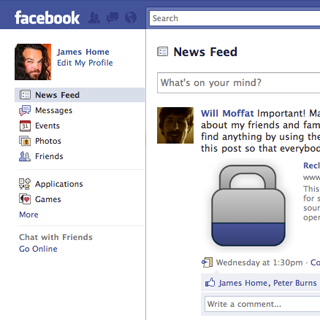 facebook
Search
James Home
Edit My Profile
News Feed
Messages
Events
Photos
Friends
Applications
Games
More
Chat with Friends
Go Online
News Feed
What's on your mind?
Will Moffat Important! Ma
about my friends and fam
find anything by using the
this post so that everybod
Recl
www
This
for s
sour
open
Wednesday at 1:30pm · Co
James Home, Peter Burns
Write a comment...